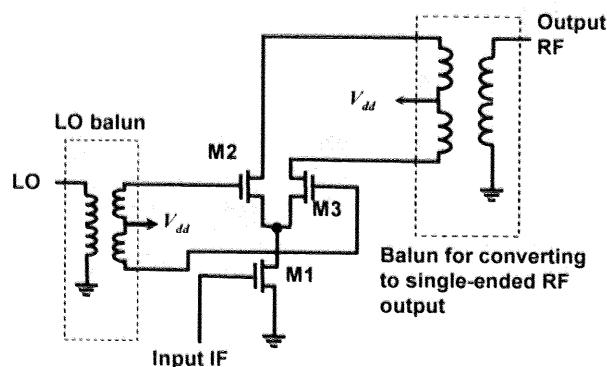 Output
RF
V_dd
LO balun
M2
LO
V_dd
M3
M1
Balun for converting
to single-ended RF
output
Input IF